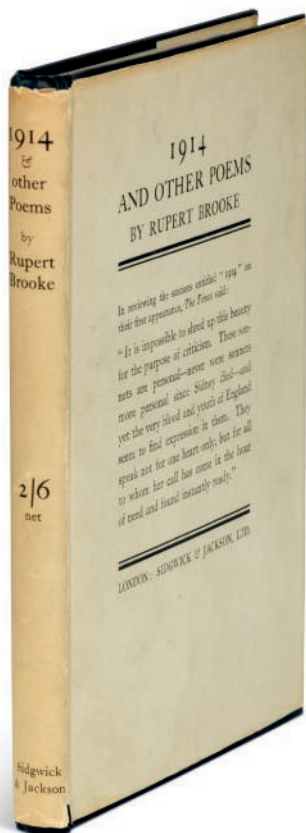 1914
&
other
Poems
by
Rupert
Brooke
2/6
net
Sidgwick
& Jackson
1914
AND OTHER POEMS
BY RUPERT BROOKE
In reviewing the sonnets entitled "1914" on
their first appearance, The Times said:
"It is impossible to shred up this beauty
for the purpose of criticism. These son-
nets are personal—never were sonnets
more personal since Sidney died—and
yet the very blood and youth of England
seem to find expression in them. They
speak not for one heart only, but for all
to whom her call has come in the hour
of need and found instantly ready."
LONDON: SIDGWICK & JACKSON, LTD.